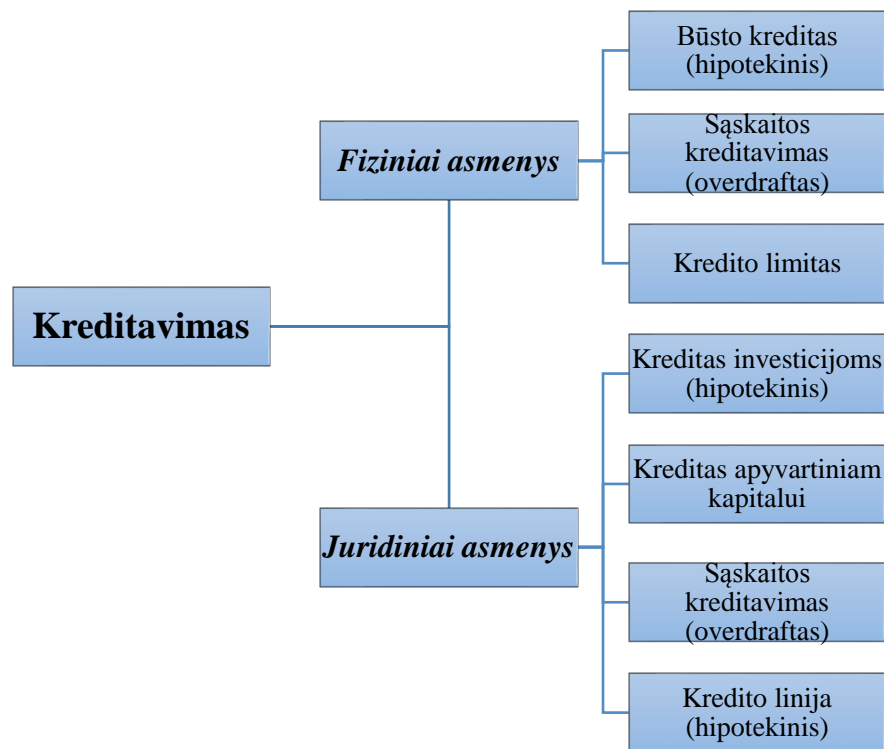 Būsto kreditas
(hipotekinis)
Sąskaitos
kreditavimas
(overdraftas)
Fiziniai asmenys
Kredito limitas
Kreditavimas
Kreditas investicijoms
(hipotekinis)
Kreditas apyvartiniam
kapitalui
Juridiniai asmenys
Sąskaitos
kreditavimas
(overdraftas)
Kredito linija
(hipotekinis)